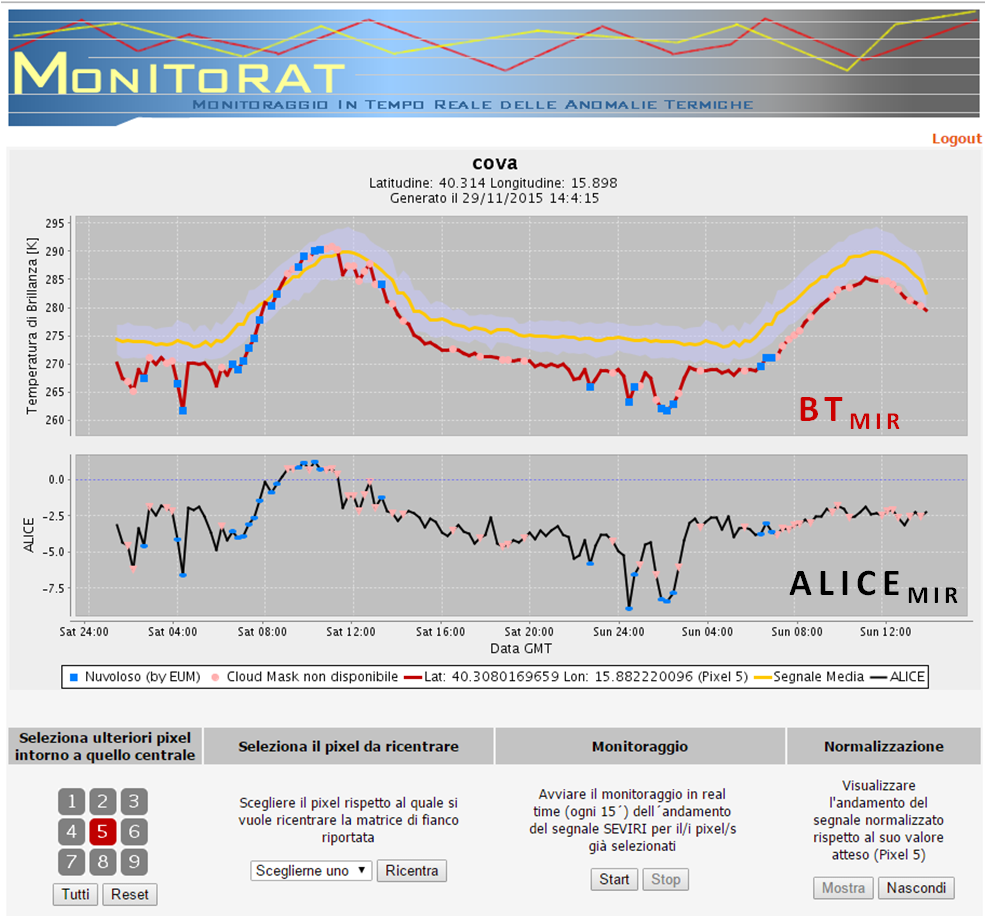 MONITORAT
MONITORAGGIO IN TEMPO REALE DELLE ANOMALIE TERMICHE
Logout
cova
Latitudine: 40.314 Longitudine: 15.898
Generato il 29/11/2015 14:4:15
Temperatura di Brillanza [K]
295
290
285
280
275
270
265
260
BT MIR
ALICE
0.0
-2.5
-5.0
-7.5
ALICE MIR
Sat 24:00 Sat 04:00 Sat 08:00 Sat 12:00 Sat 16:00 Sat 20:00 Sun 24:00 Sun 04:00 Sun 08:00 Sun 12:00
Data GMT
Nuvoloso (by EUM) Cloud Mask non disponibile Lat: 40.3080169659 Lon: 15.882220096 (Pixel 5) Segnale Media ALICE
Seleziona ulteriori pixel
intorno a quello centrale
1 2 3
4 5 6
7 8 9
Tutti Reset
Seleziona il pixel da ricentrare
Scegliere il pixel rispetto al quale si
vuole ricentrare la matrice di fianco
riportata
Sceglierne uno Ricentra
Monitoraggio
Avviare il monitoraggio in real
time (ogni 15´) dell´andamento
del segnale SEVIRI per il/i pixel/s
già selezionati
Start Stop
Normalizzazione
Visualizzare
l'andamento del
segnale normalizzato
rispetto al suo valore
atteso (Pixel 5)
Mostra Nascondi